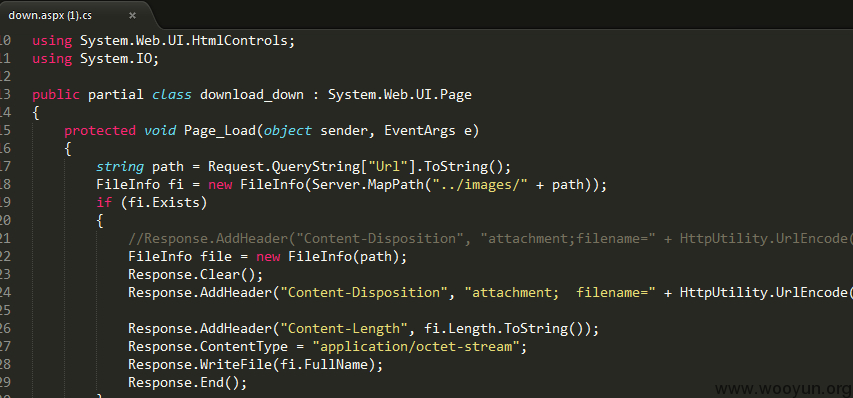 down.aspx (1).cs ×
10 using System.Web.UI.HtmlControls;
11 using System.IO;
12
13 public partial class download_down : System.Web.UI.Page
14 {
15 protected void Page_Load(object sender, EventArgs e)
16 {
17 string path = Request.QueryString["Url"].ToString();
18 FileInfo fi = new FileInfo(Server.MapPath("../images/" + path));
19 if (fi.Exists)
20 {
21 //Response.AddHeader("Content-Disposition", "attachment;filename=" + HttpUtility.UrlEncode(
22 FileInfo file = new FileInfo(path);
23 Response.Clear();
24 Response.AddHeader("Content-Disposition", "attachment;  filename=" + HttpUtility.UrlEncode(
25
26 Response.AddHeader("Content-Length", fi.Length.ToString());
27 Response.ContentType = "application/octet-stream";
28 Response.WriteFile(fi.FullName);
29 Response.End();
www.wooyun.org